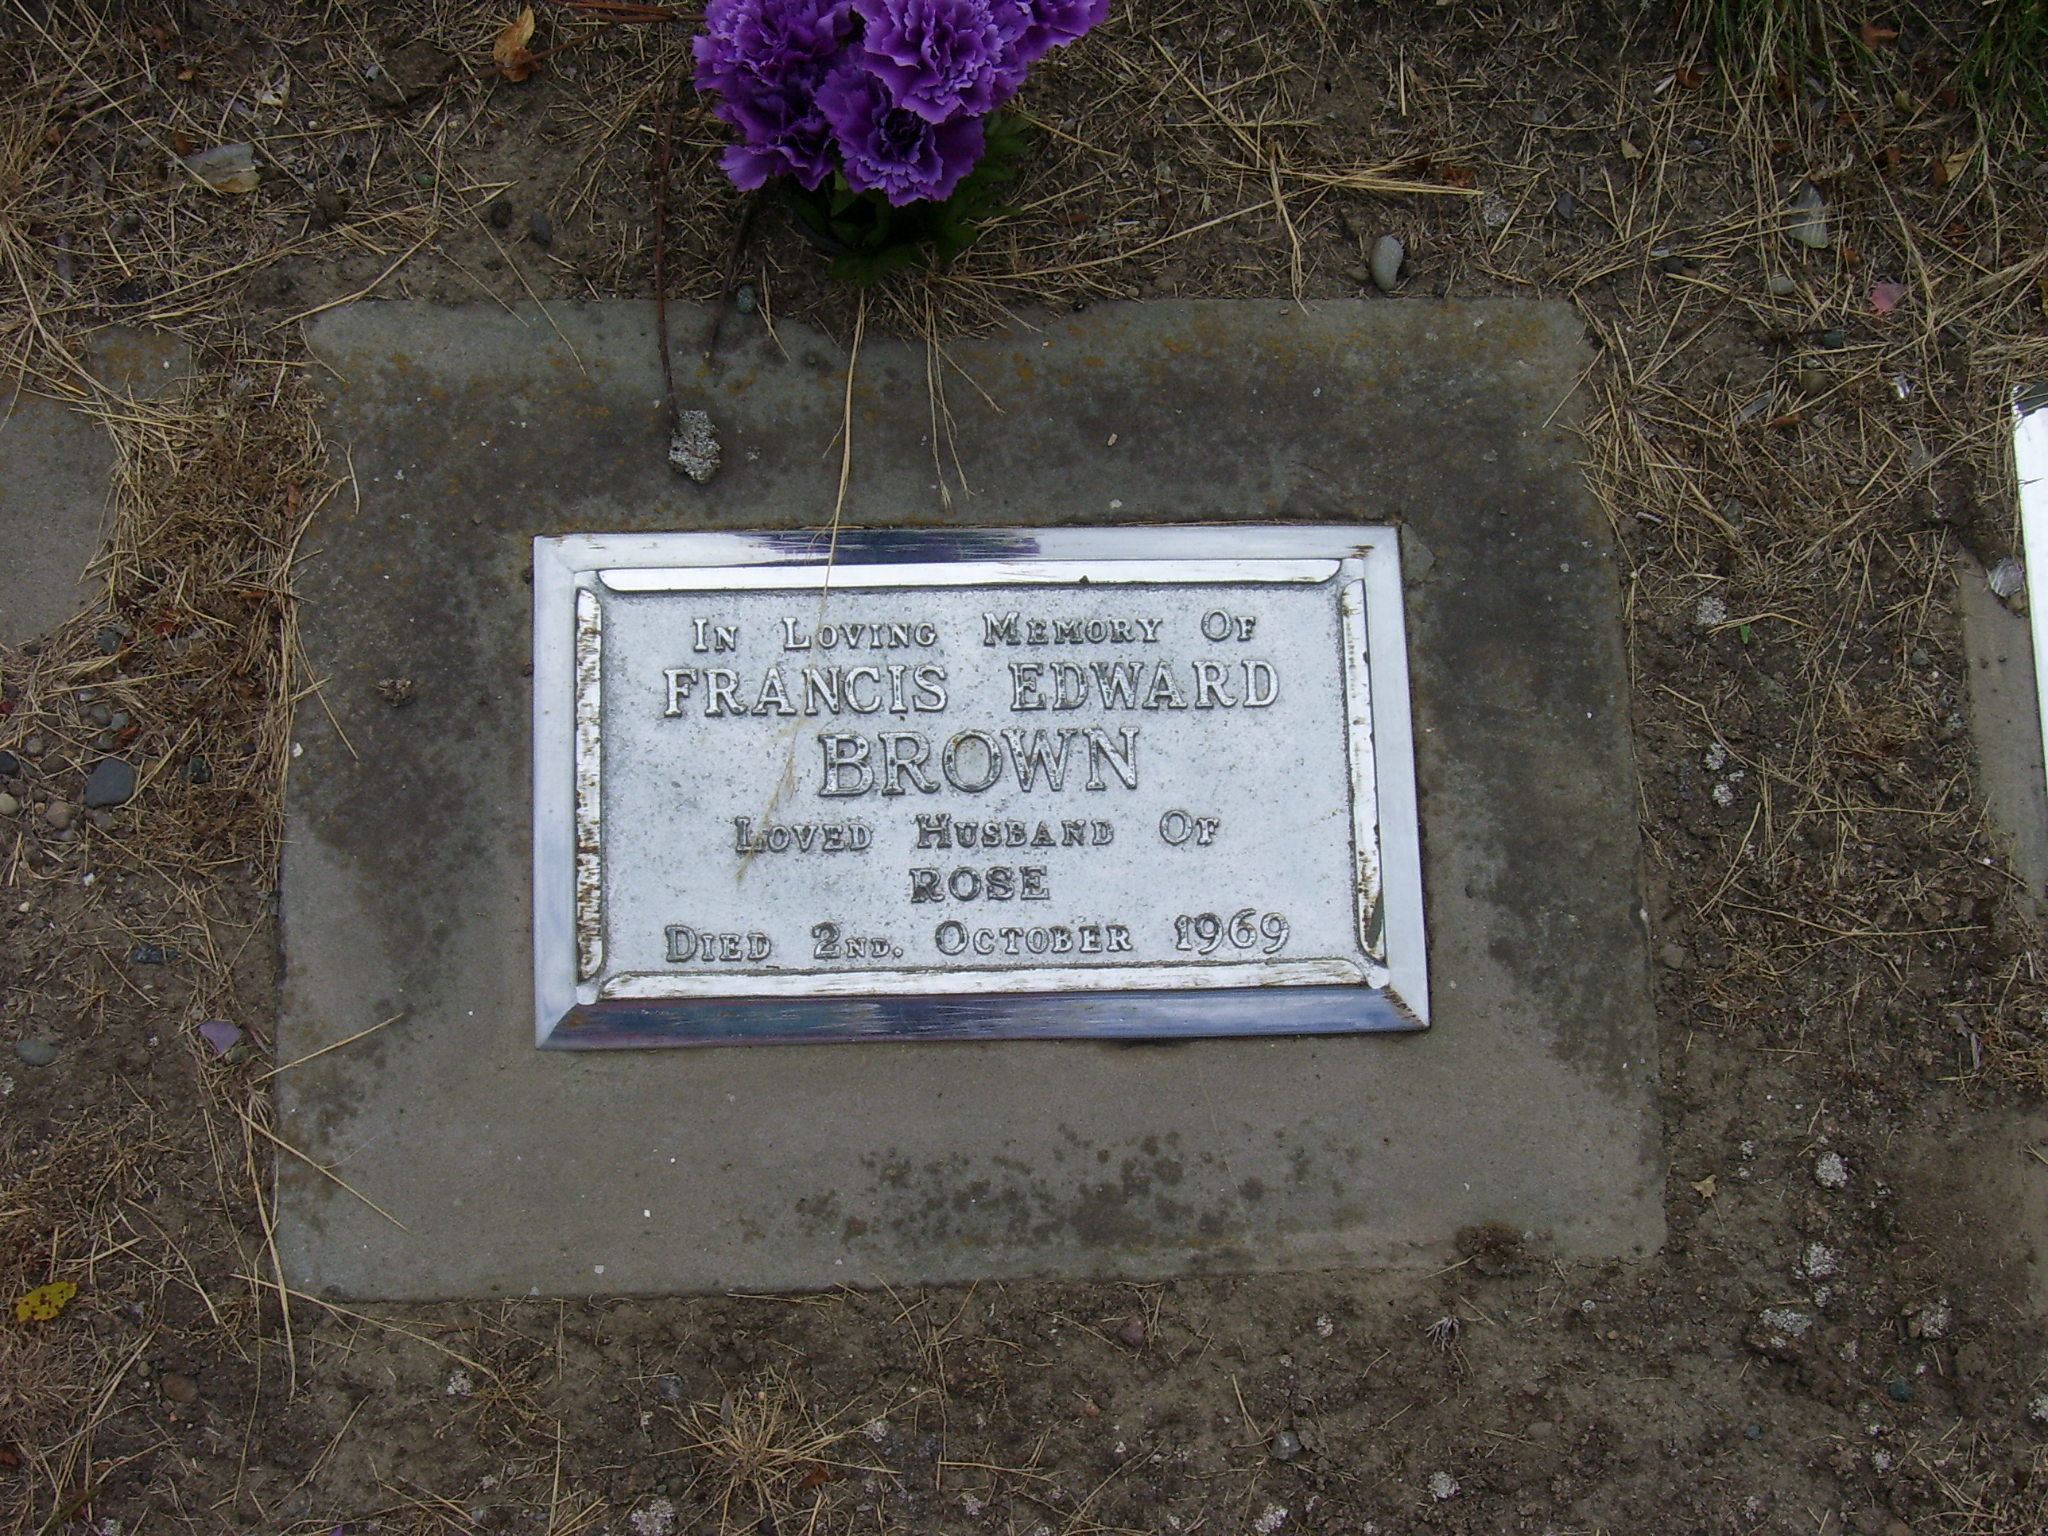 In Loving Memory Of
FRANCIS EDWARD
BROWN
Loved Husband Of
ROSE
Died 2nd. October 1969